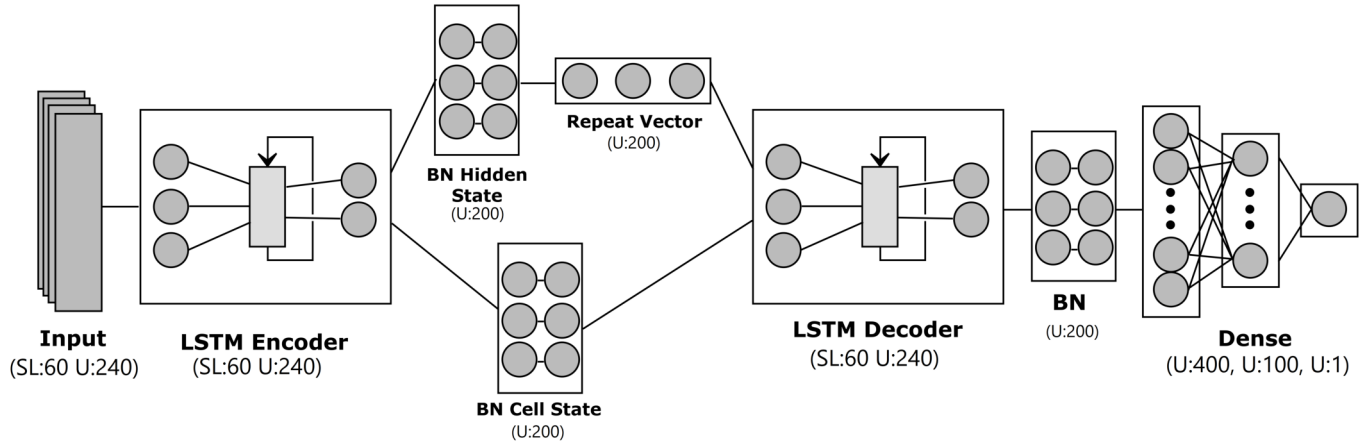 BN Hidden
State
(U:200)
Repeat Vector
(U:200)
Input
(SL:60 U:240)
LSTM Encoder
(SL:60 U:240)
BN Cell State
(U:200)
LSTM Decoder
(SL:60 U:240)
BN
(U:200)
Dense
(U:400, U:100, U:1)